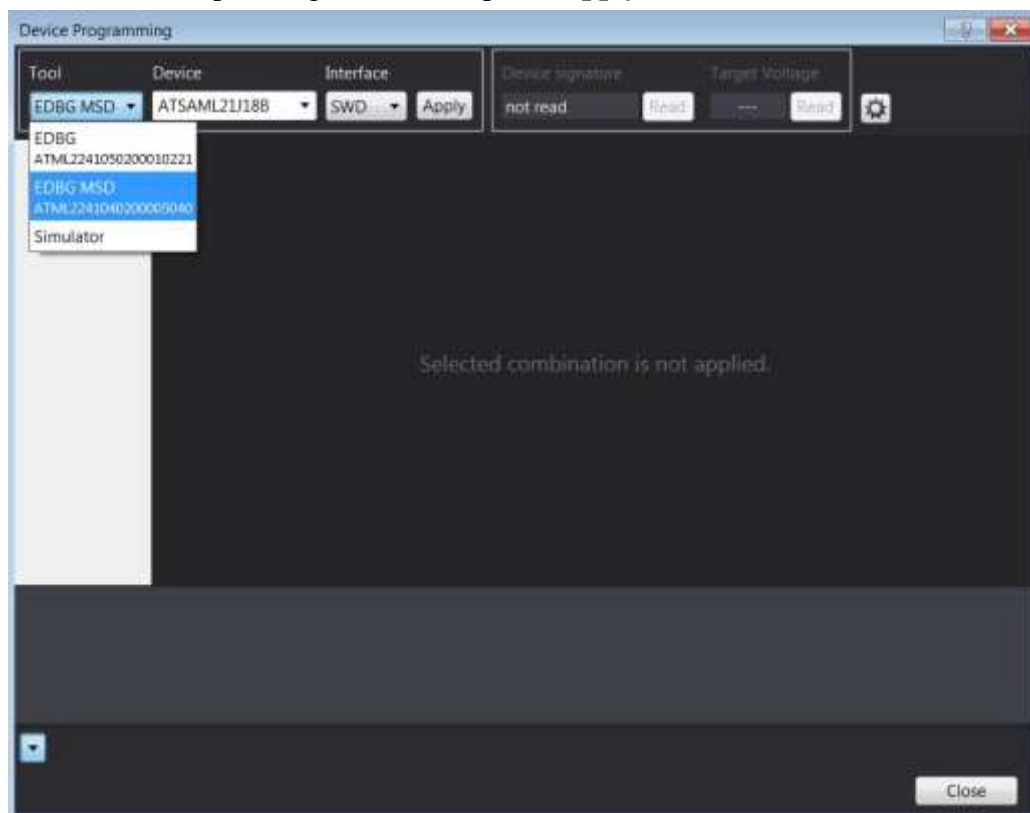 Device Programming
Tool Device Interface Device signature Target Voltage
EDBG MSD ATSAML21J18B SWD Apply not read Read --- Read
EDBG
ATML2241050200010221
EDBG MSD
ATML2241040200005040
Simulator
Selected combination is not applied.
Close